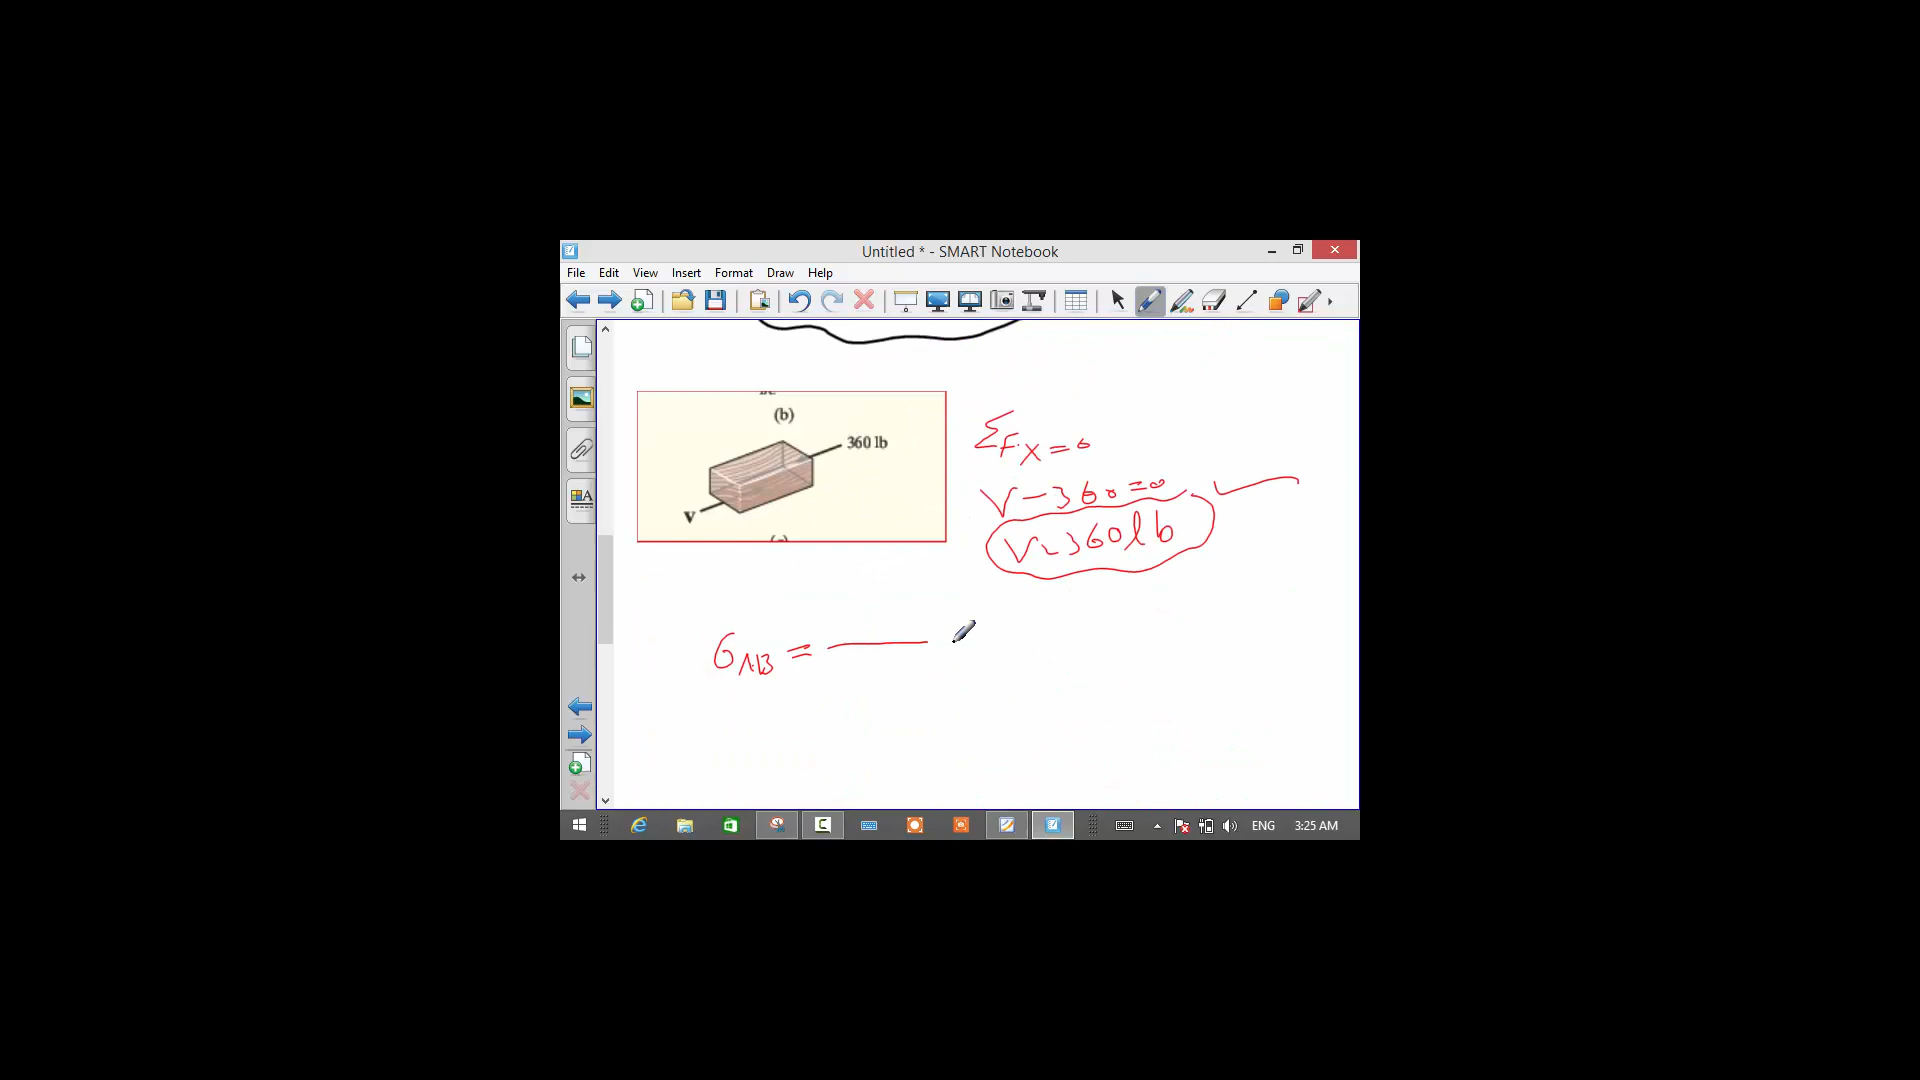 Untitled * - SMART Notebook
File Edit View Insert Format Draw Help
(b)
360 lb
V
ΣFx=0
V-360=0
V=360lb
σAB =
ENG 3:25 AM